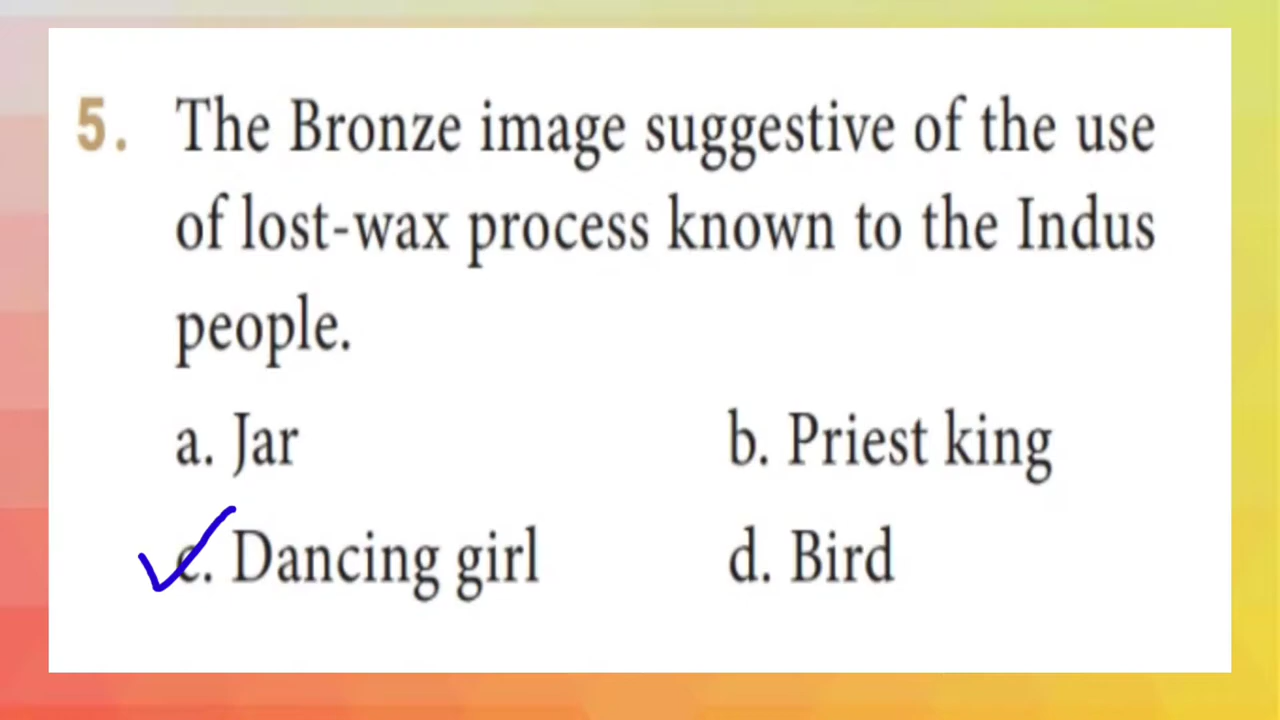 5. The Bronze image suggestive of the use
of lost-wax process known to the Indus
people.
a. Jar b. Priest king
c. Dancing girl d. Bird